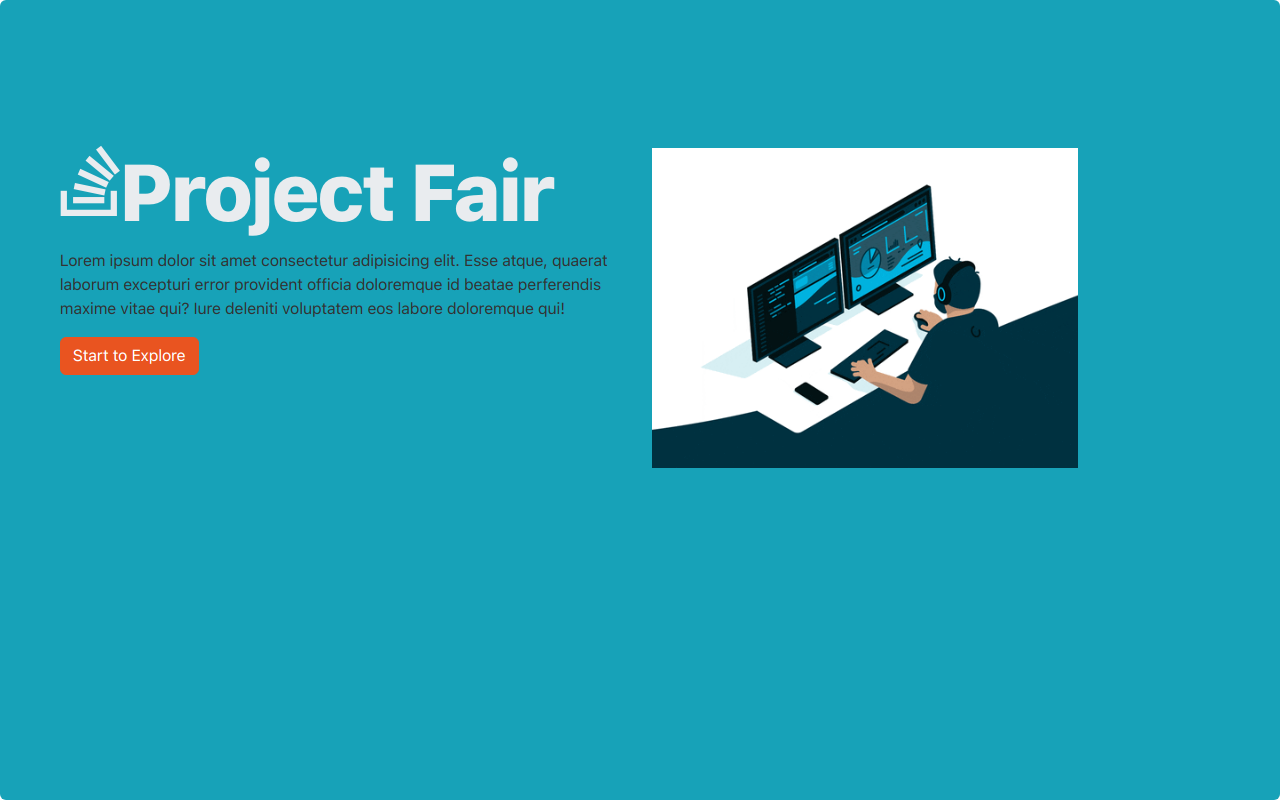 Project Fair
Lorem ipsum dolor sit amet consectetur adipisicing elit. Esse atque, quaerat
laborum excepturi error provident officia doloremque id beatae perferendis
maxime vitae qui? Iure deleniti voluptatem eos labore doloremque qui!
Start to Explore